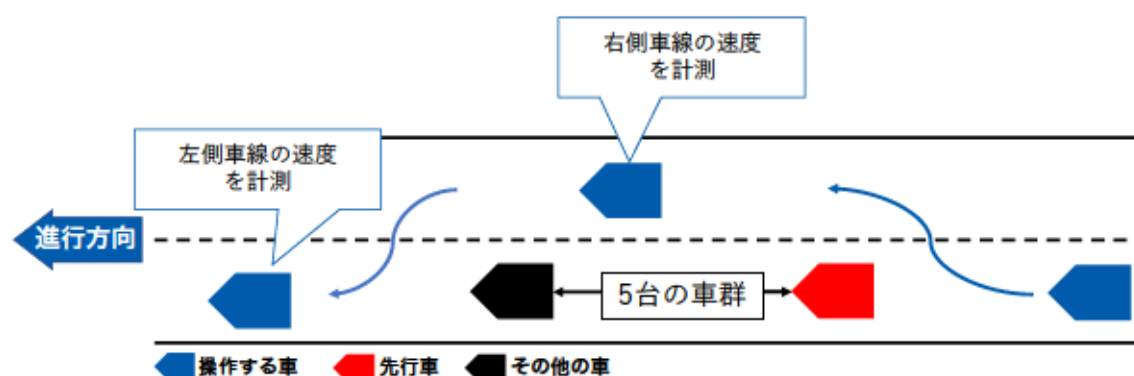 右側車線の速度
を計測
左側車線の速度
を計測
進行方向
5台の車群
操作する車
先行車
その他の車